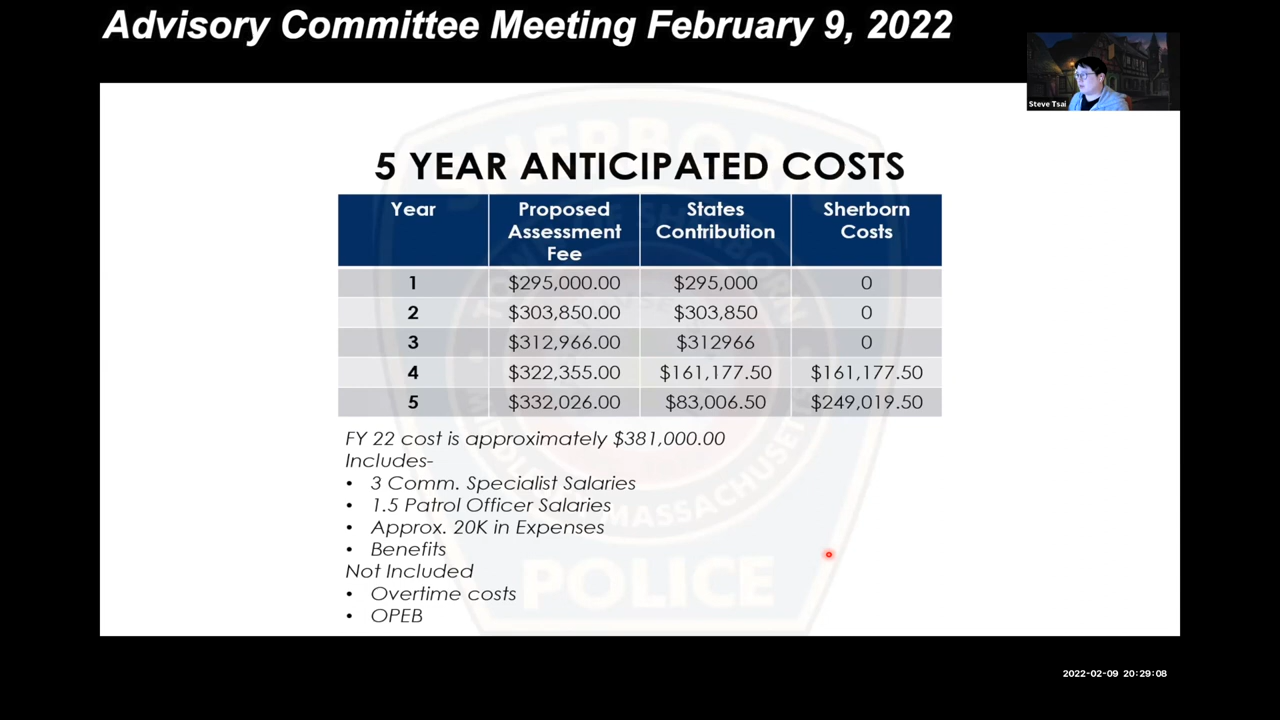 Advisory Committee Meeting February 9, 2022
Steve Tsai
5 YEAR ANTICIPATED COSTS
Year Proposed Assessment Fee States Contribution Sherborn Costs
1 $295,000.00 $295,000 0
2 $303,850.00 $303,850 0
3 $312,966.00 $312966 0
4 $322,355.00 $161,177.50 $161,177.50
5 $332,026.00 $83,006.50 $249,019.50
FY 22 cost is approximately $381,000.00
Includes-
• 3 Comm. Specialist Salaries
• 1.5 Patrol Officer Salaries
• Approx. 20K in Expenses
• Benefits
Not Included
• Overtime costs
• OPEB
SHERBORN
POLICE
2022-02-09 20:29:08